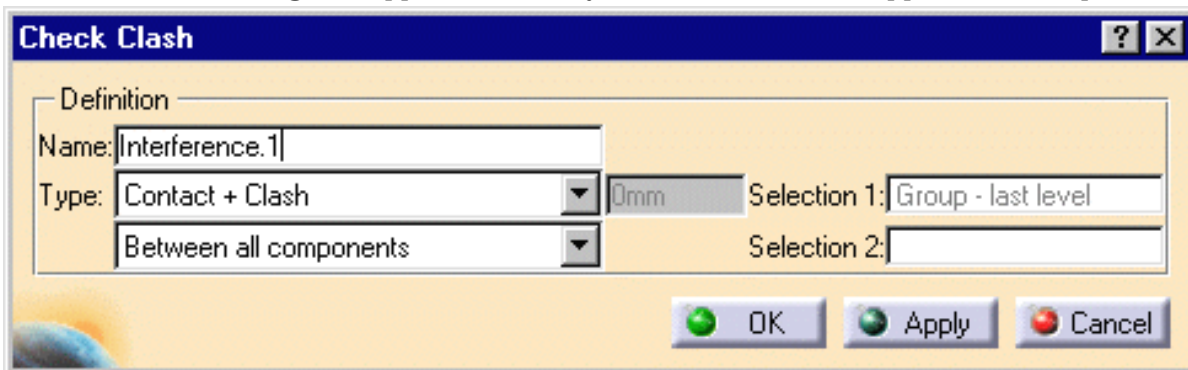 Check Clash
Definition
Name: Interference.1
Type: Contact + Clash 0mm Selection 1: Group - last level
Between all components Selection 2:
OK Apply Cancel